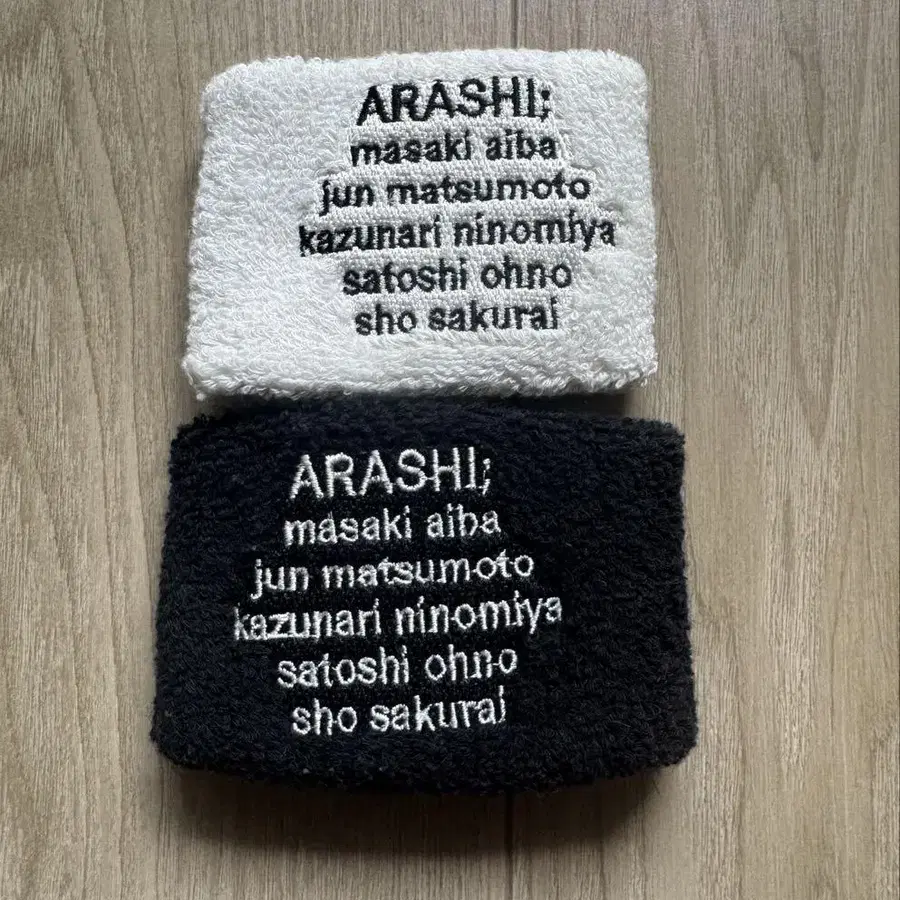 ARASHI;
masaki aiba
jun matsumoto
kazunari ninomiya
satoshi ohno
sho sakurai
ARASHI;
masaki aiba
jun matsumoto
kazunari ninomiya
satoshi ohno
sho sakurai